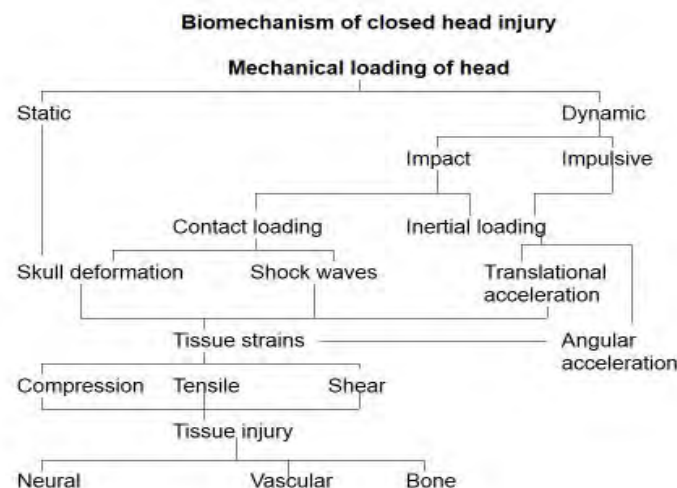 Biomechanism of closed head injury
Mechanical loading of head
Static Dynamic
Impact Impulsive
Contact loading Inertial loading
Skull deformation Shock waves Translational
acceleration
Tissue strains Angular
acceleration
Compression Tensile Shear
Tissue injury
Neural Vascular Bone